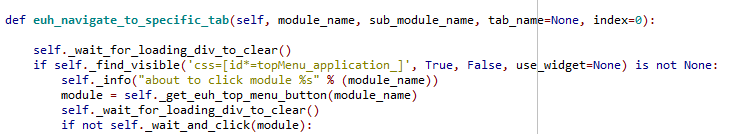 def euh_navigate_to_specific_tab(self, module_name, sub_module_name, tab_name=None, index=0):
self._wait_for_loading_div_to_clear()
if self._find_visible('css=[id*=topMenu_application_]', True, False, use_widget=None) is not None:
self._info("about to click module %s" % (module_name))
module = self._get_euh_top_menu_button(module_name)
self._wait_for_loading_div_to_clear()
if not self._wait_and_click(module):